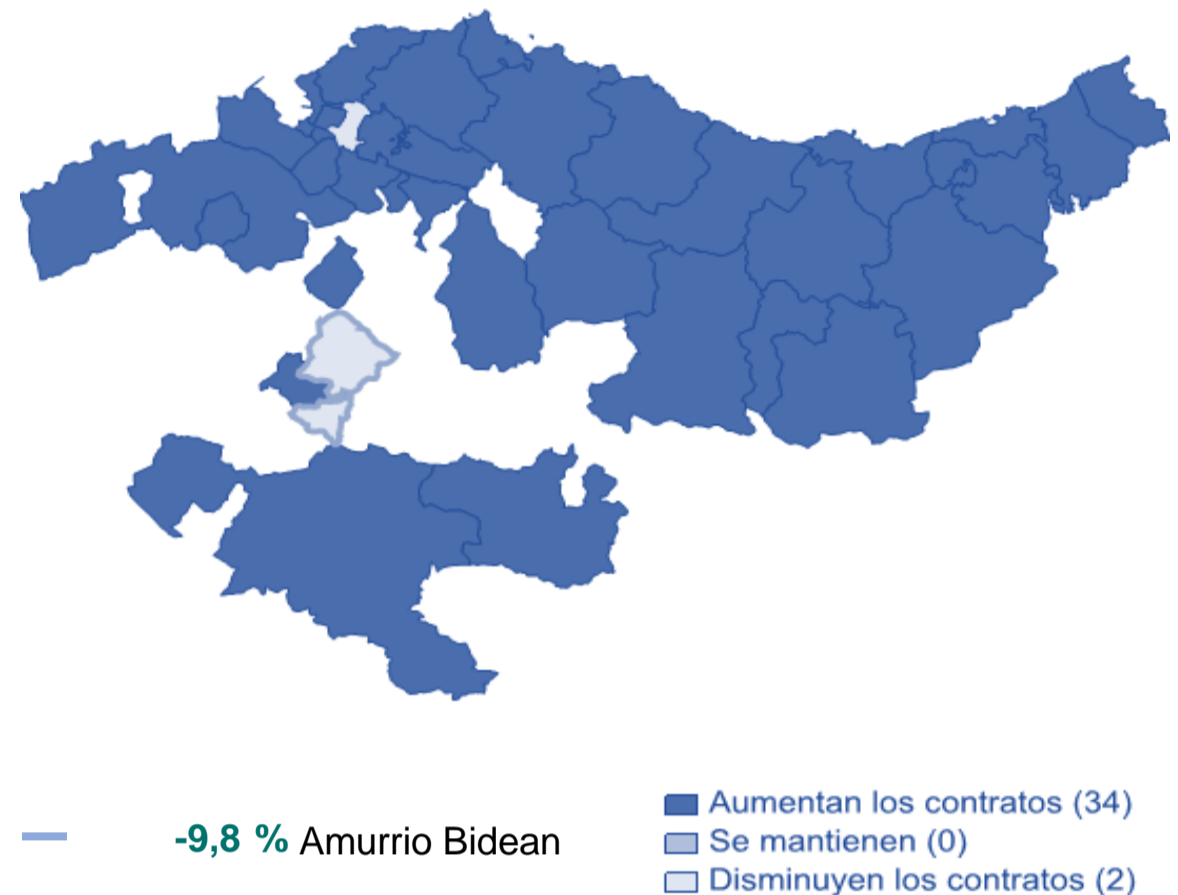 -9,8 % Amurrio Bidean
Aumentan los contratos (34)
Se mantienen (0)
Disminuyen los contratos (2)